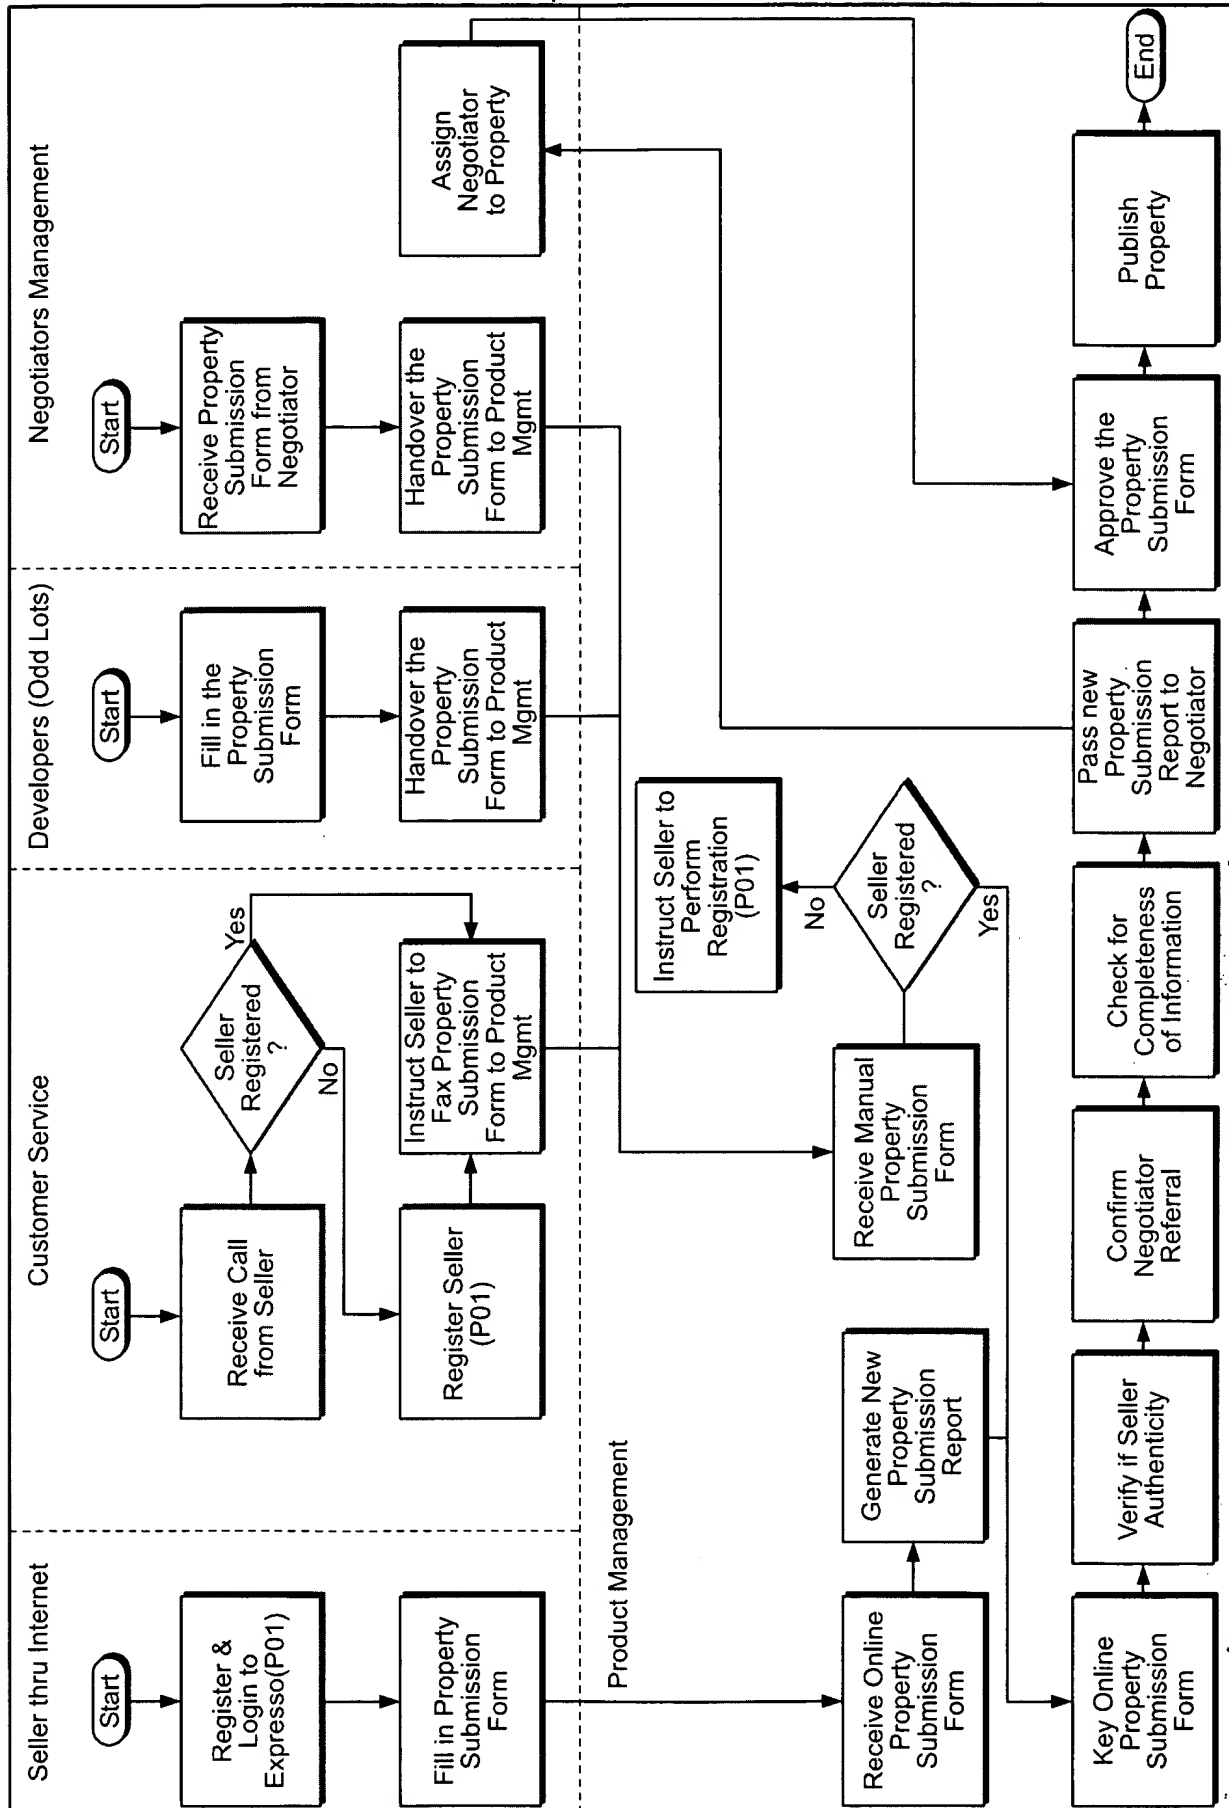 Seller thru Internet
Start
Register &
Login to
Expresso(P01)
Fill in Property
Submission
Form
Customer Service
Start
Receive Call
from Seller
Seller
Registered
?
Yes
No
Register Seller
(P01)
Instruct Seller to
Fax Property
Submission
Form to Product
Mgmt
Developers (Odd Lots)
Start
Fill in the
Property
Submission
Form
Handover the
Property
Submission
Form to Product
Mgmt
Negotiators Management
Start
Receive Property
Submission
Form from
Negotiator
Handover the
Property
Submission
Form to Product
Mgmt
Assign
Negotiator
to Property
Product Management
Receive Online
Property
Submission
Form
Generate New
Property
Submission
Report
Receive Manual
Property
Submission
Form
Seller
Registered
?
No
Yes
Instruct Seller to
Perform
Registration
(P01)
Key Online
Property
Submission
Form
Verify if Seller
Authenticity
Confirm
Negotiator
Referral
Check for
Completeness
of Information
Pass new
Property
Submission
Report to
Negotiator
Approve the
Property
Submission
Form
Publish
Property
End